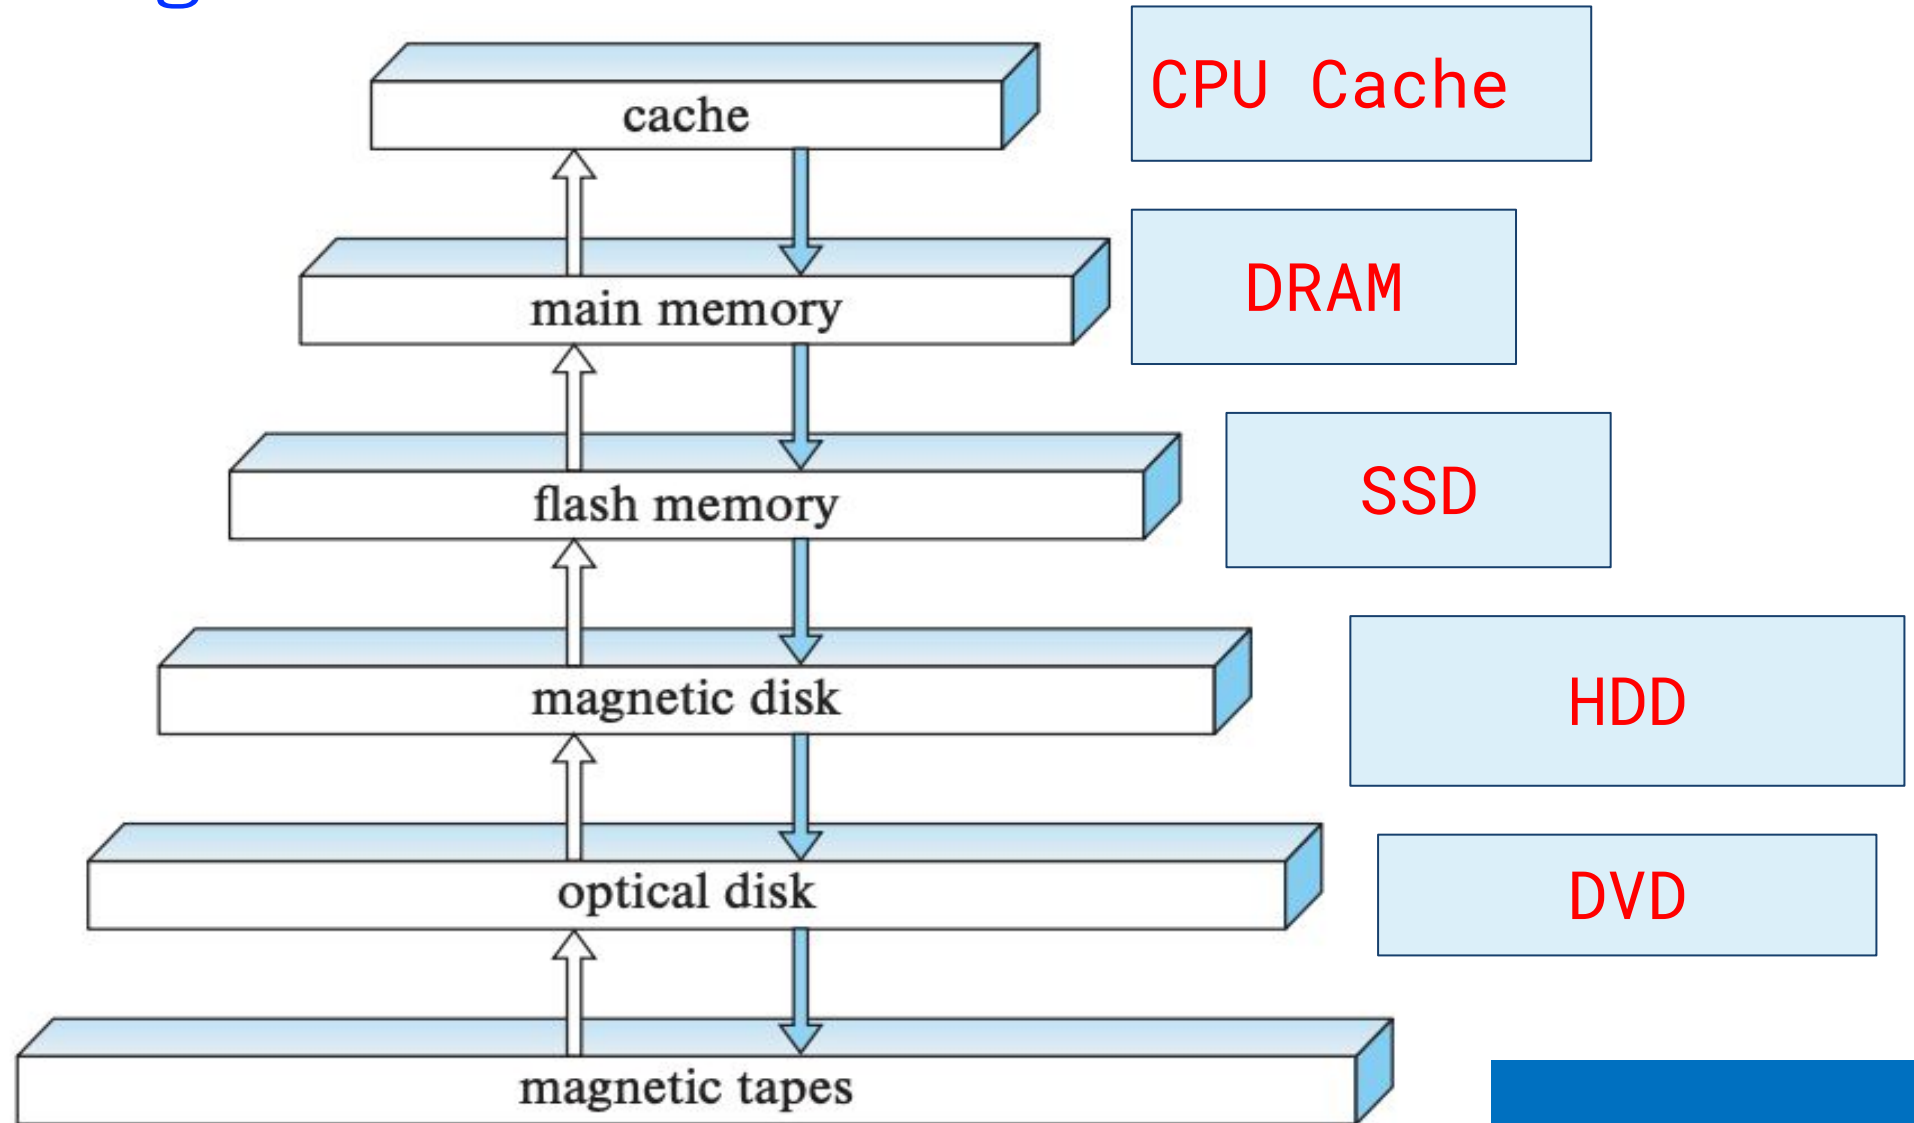 cache
CPU Cache
main memory
DRAM
flash memory
SSD
magnetic disk
HDD
optical disk
DVD
magnetic tapes